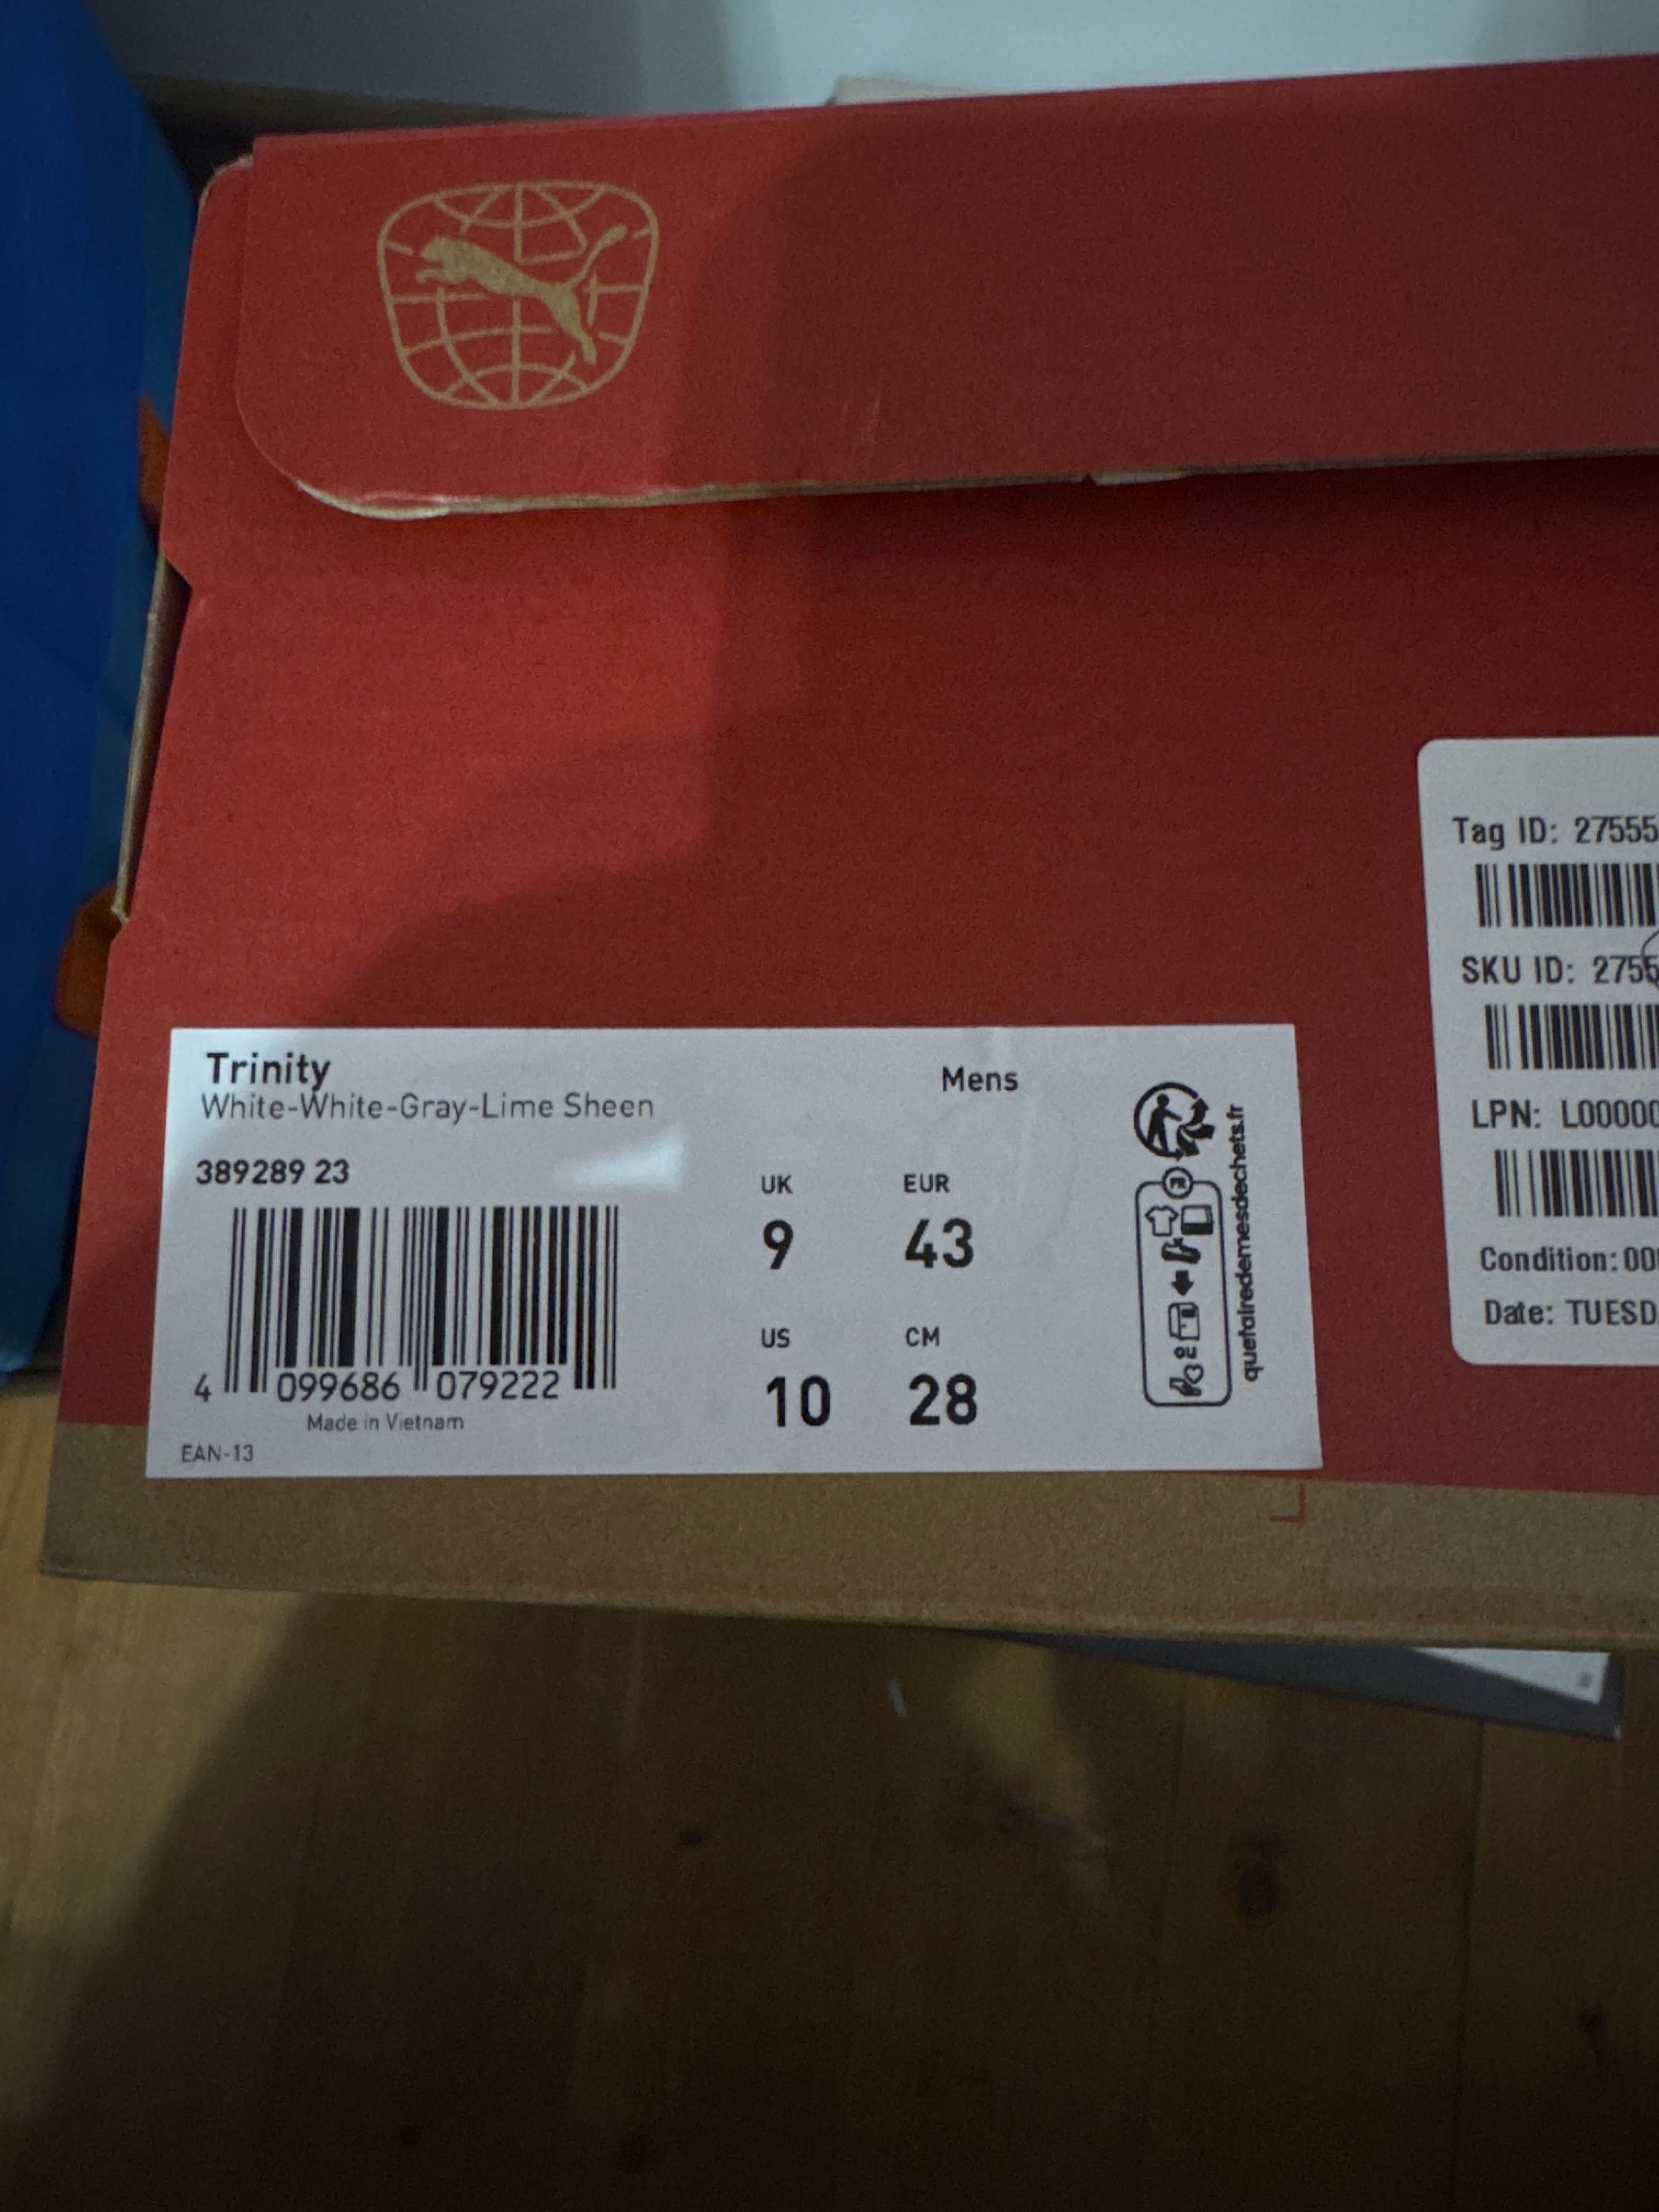 Trinity
White-White-Gray-Lime Sheen
Mens
389289 23
UK
EUR
9
43
US
CM
10
28
4 099686 079222
Made in Vietnam
EAN-13
FR
quefairedemesdechets.fr
Tag ID: 27555
SKU ID: 2755
LPN: L00000
Condition: 00
Date: TUESD